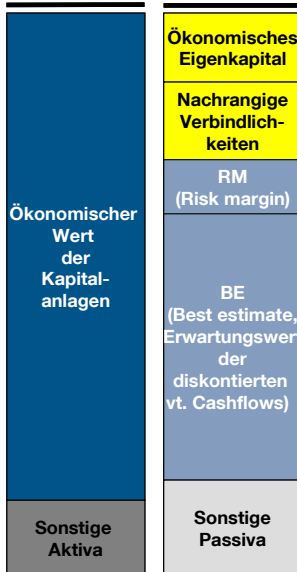 Ökonomischer
Wert
der
Kapital-
anlagen
Sonstige
Aktiva
Ökonomisches
Eigenkapital
Nachrangige
Verbindlich-
keiten
RM
(Risk margin)
BE
(Best estimate,
Erwartungswer
der
diskontierten
vt. Cashflows)
Sonstige
Passiva